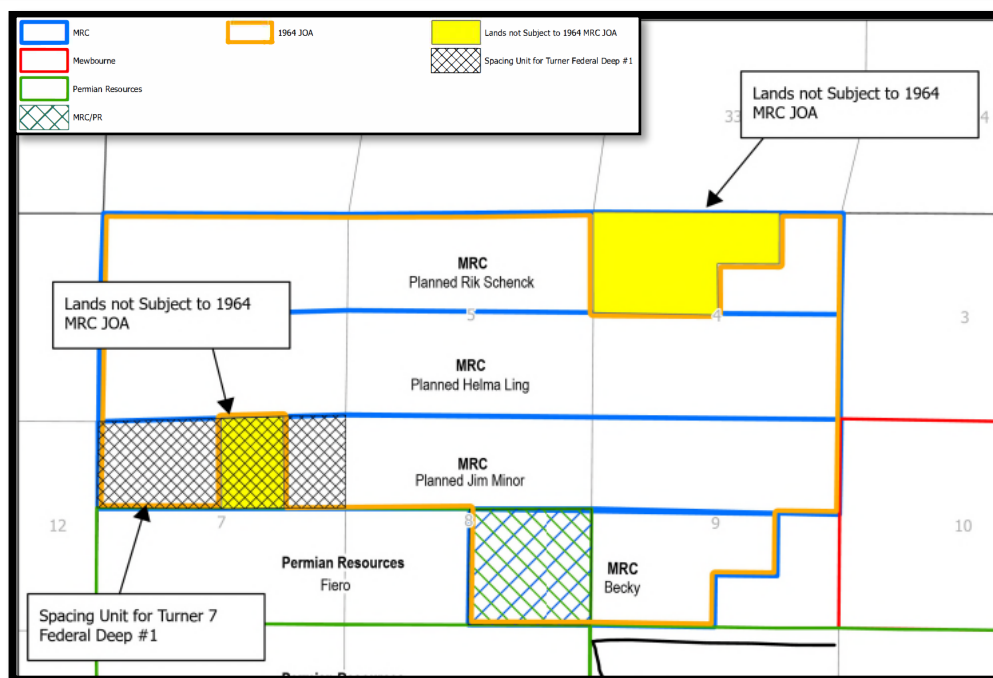 MRC
1964 JOA
Lands not Subject to 1964 MRC JOA
Mewbourne
Spacing Unit for Turner Federal Deep #1
Permian Resources
MRC/PR
Lands not Subject to 1964
MRC JOA
33
4
MRC
Planned Rik Schenck
Lands not Subject to 1964
MRC JOA
5
4
3
MRC
Planned Helma Ling
MRC
Planned Jim Minor
12
7
8
9
10
Permian Resources
Fiero
MRC
Becky
Spacing Unit for Turner 7
Federal Deep #1
Permian Resources